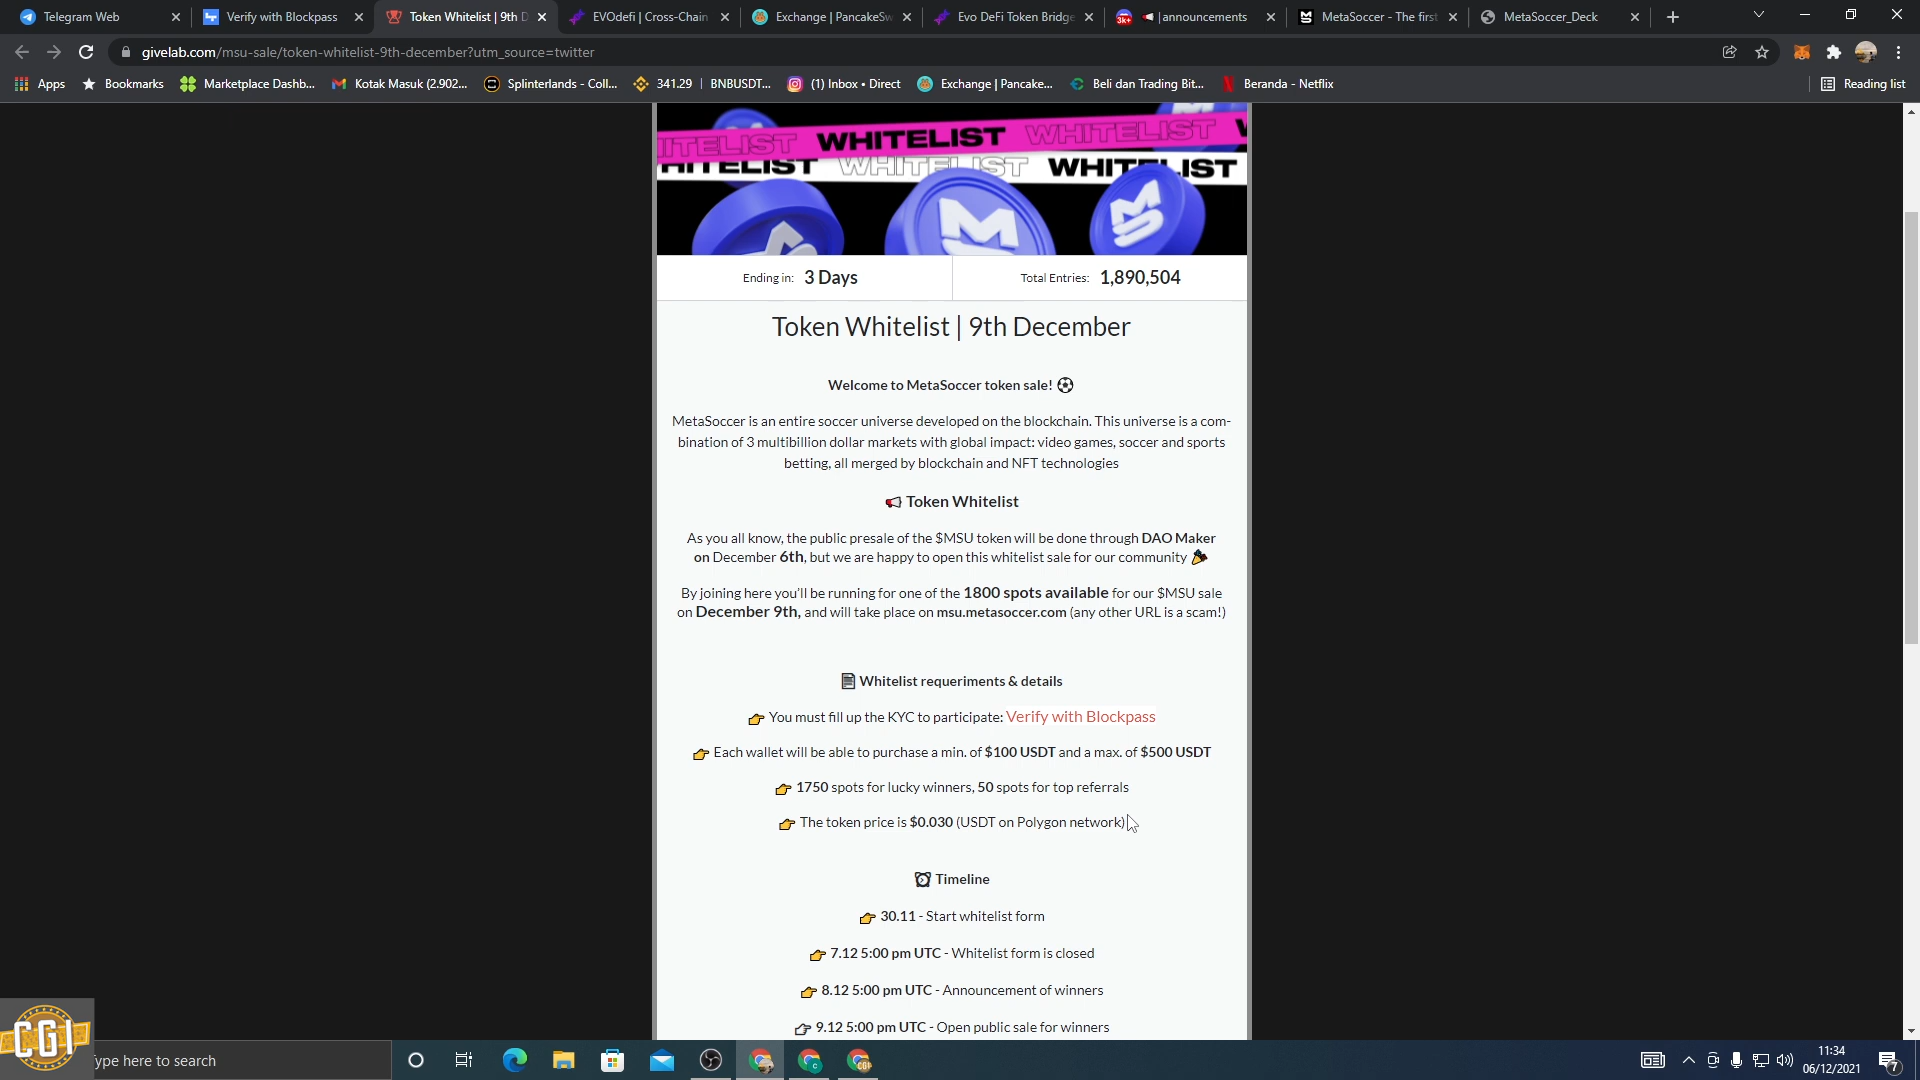 Telegram Web
Verify with Blockpass
Token Whitelist | 9th D
EVOdefi | Cross-Chain
Exchange | PancakeSw
Evo DeFi Token Bridge
3k+ | announcements
MetaSoccer - The first
MetaSoccer_Deck
givelab.com/msu-sale/token-whitelist-9th-december?utm_source=twitter
Apps
Bookmarks
Marketplace Dashb...
Kotak Masuk (2.902...
Splinterlands - Coll...
341.29 | BNBUSDT...
(1) Inbox • Direct
Exchange | Pancake...
Beli dan Trading Bit...
Beranda - Netflix
Reading list
ITELIST WHITELIST WHITELIST
HITELIST WHITELIST WHITELIST
Ending in: 3 Days
Total Entries: 1,890,504
Token Whitelist | 9th December
Welcome to MetaSoccer token sale! ⚽
MetaSoccer is an entire soccer universe developed on the blockchain. This universe is a com-
bination of 3 multibillion dollar markets with global impact: video games, soccer and sports
betting, all merged by blockchain and NFT technologies
📢 Token Whitelist
As you all know, the public presale of the $MSU token will be done through DAO Maker
on December 6th, but we are happy to open this whitelist sale for our community 🎉
By joining here you'll be running for one of the 1800 spots available for our $MSU sale
on December 9th, and will take place on msu.metasoccer.com (any other URL is a scam!)
📄 Whitelist requeriments & details
👉 You must fill up the KYC to participate: Verify with Blockpass
👉 Each wallet will be able to purchase a min. of $100 USDT and a max. of $500 USDT
👉 1750 spots for lucky winners, 50 spots for top referrals
👉 The token price is $0.030 (USDT on Polygon network)
⏰ Timeline
👉 30.11 - Start whitelist form
👉 7.12 5:00 pm UTC - Whitelist form is closed
👉 8.12 5:00 pm UTC - Announcement of winners
👉 9.12 5:00 pm UTC - Open public sale for winners
CGI
ype here to search
11:34
06/12/2021
7